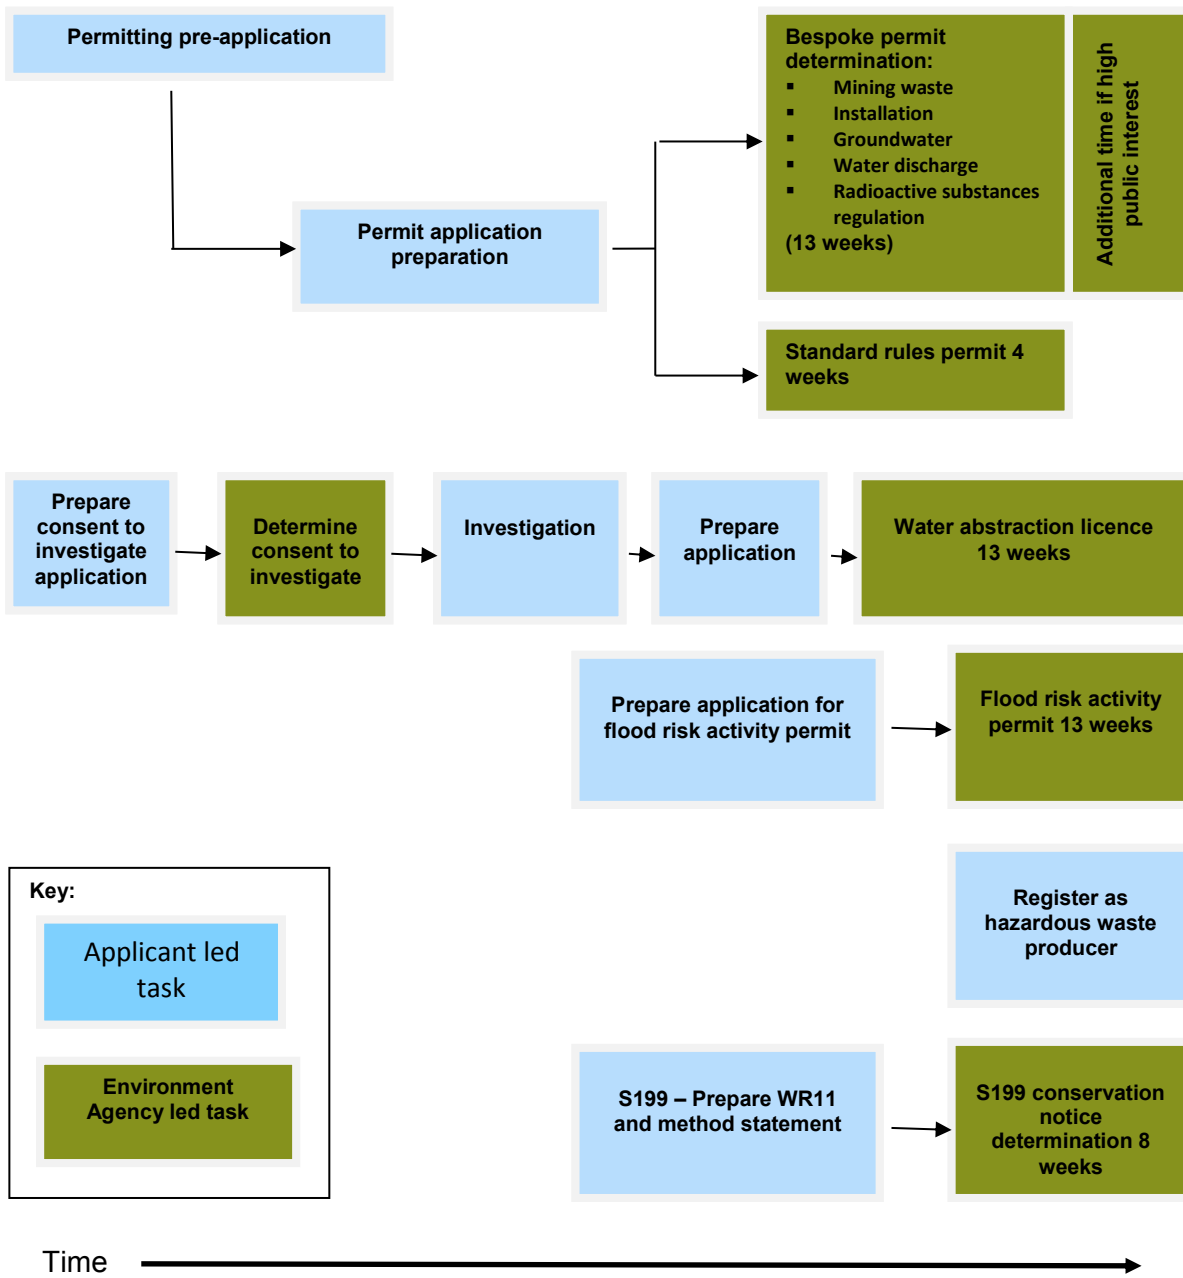 Permitting pre-application
Bespoke permit
determination:
▪ Mining waste
▪ Installation
▪ Groundwater
▪ Water discharge
▪ Radioactive substances
regulation
(13 weeks)
Additional time if high
public interest
Permit application
preparation
Standard rules permit 4
weeks
Prepare
consent to
investigate
application
Determine
consent to
investigate
Investigation
Prepare
application
Water abstraction licence
13 weeks
Prepare application for
flood risk activity permit
Flood risk activity
permit 13 weeks
Register as
hazardous waste
producer
Key:
Applicant led
task
Environment
Agency led task
S199 – Prepare WR11
and method statement
S199 conservation
notice
determination 8
weeks
Time